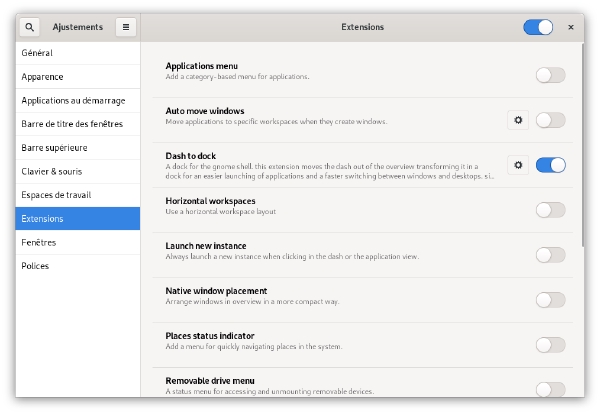 Ajustements
Extensions
Général
Apparence
Applications au démarrage
Barre de titre des fenêtres
Barre supérieure
Clavier & souris
Espaces de travail
Extensions
Fenêtres
Polices
Applications menu
Add a category-based menu for applications.
Auto move windows
Move applications to specific workspaces when they create windows.
Dash to dock
A dock for the gnome shell. this extension moves the dash out of the overview transforming it in a
dock for an easier launching of applications and a faster switching between windows and desktops. si…
Horizontal workspaces
Use a horizontal workspace layout
Launch new instance
Always launch a new instance when clicking in the dash or the application view.
Native window placement
Arrange windows in overview in a more compact way.
Places status indicator
Add a menu for quickly navigating places in the system.
Removable drive menu
A status menu for accessing and unmounting removable devices.